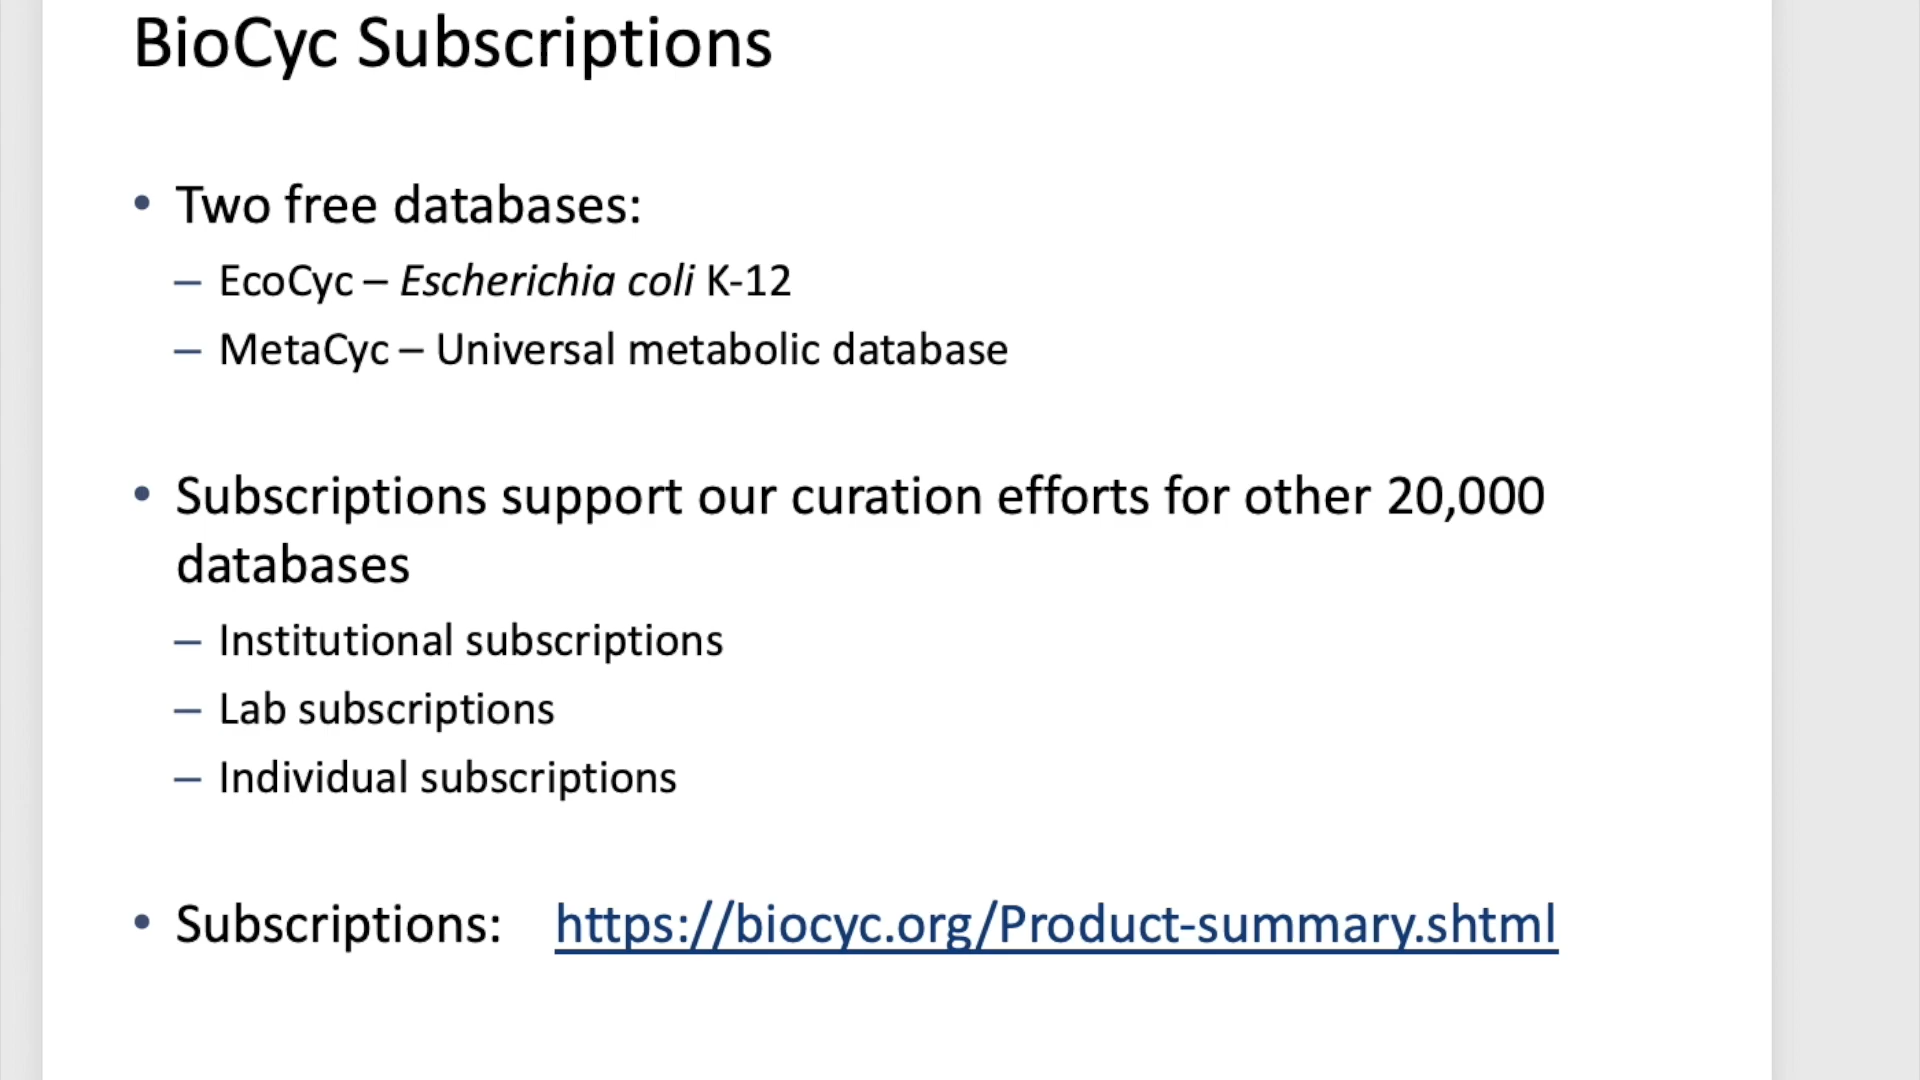 BioCyc Subscriptions
• Two free databases:
– EcoCyc – Escherichia coli K-12
– MetaCyc – Universal metabolic database
• Subscriptions support our curation efforts for other 20,000
databases
– Institutional subscriptions
– Lab subscriptions
– Individual subscriptions
• Subscriptions: https://biocyc.org/Product-summary.shtml